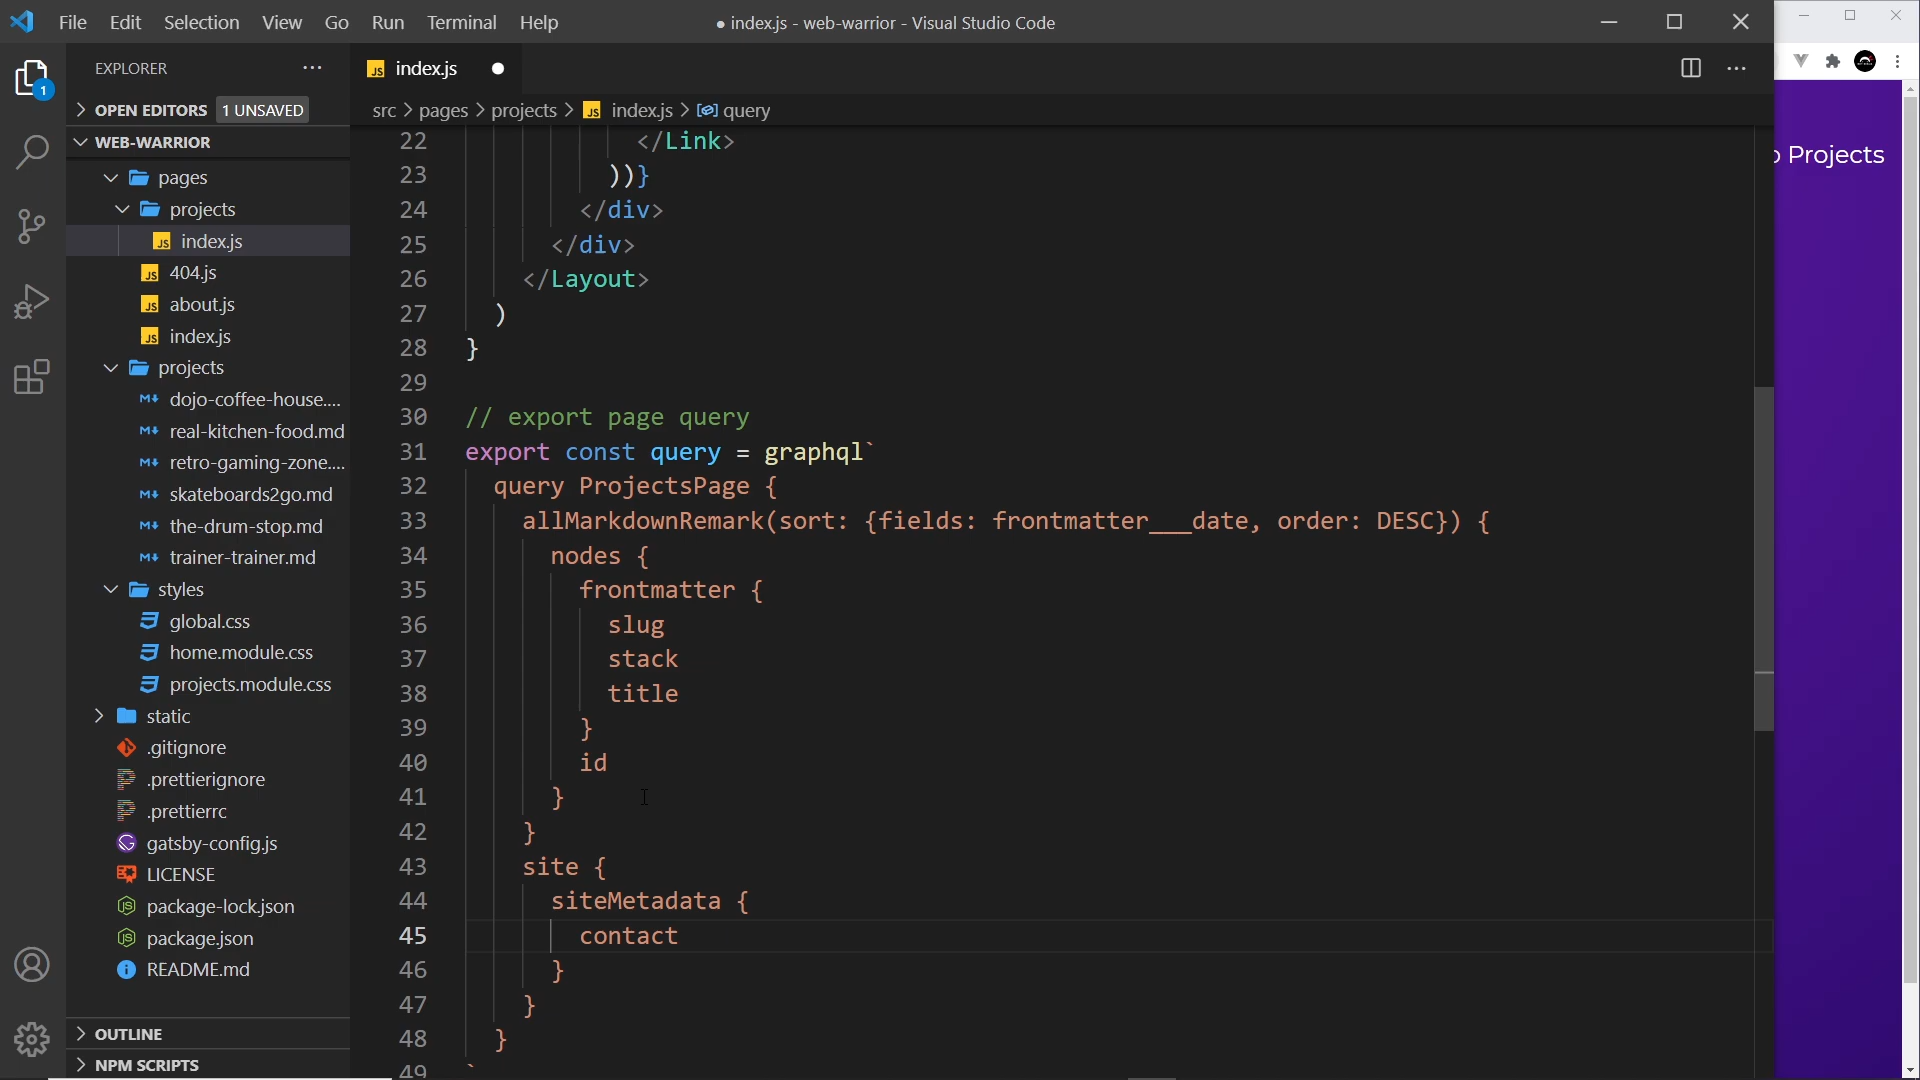 File Edit Selection View Go Run Terminal Help
● index.js - web-warrior - Visual Studio Code
EXPLORER
OPEN EDITORS 1 UNSAVED
WEB-WARRIOR
pages
projects
index.js
404.js
about.js
index.js
projects
dojo-coffee-house....
real-kitchen-food.md
retro-gaming-zone....
skateboards2go.md
the-drum-stop.md
trainer-trainer.md
styles
global.css
home.module.css
projects.module.css
static
.gitignore
.prettierignore
.prettierrc
gatsby-config.js
LICENSE
package-lock.json
package.json
README.md
OUTLINE
NPM SCRIPTS
1
JS index.js
src > pages > projects > JS index.js > query
22 </Link>
23 ))}
24 </div>
25 </div>
26 </Layout>
27 )
28 }
29
30 // export page query
31 export const query = graphql`
32 query ProjectsPage {
33 allMarkdownRemark(sort: {fields: frontmatter___date, order: DESC}) {
34 nodes {
35 frontmatter {
36 slug
37 stack
38 title
39 }
40 id
41 }
42 }
43 site {
44 siteMetadata {
45 contact
46 }
47 }
48 }
49 `
Projects